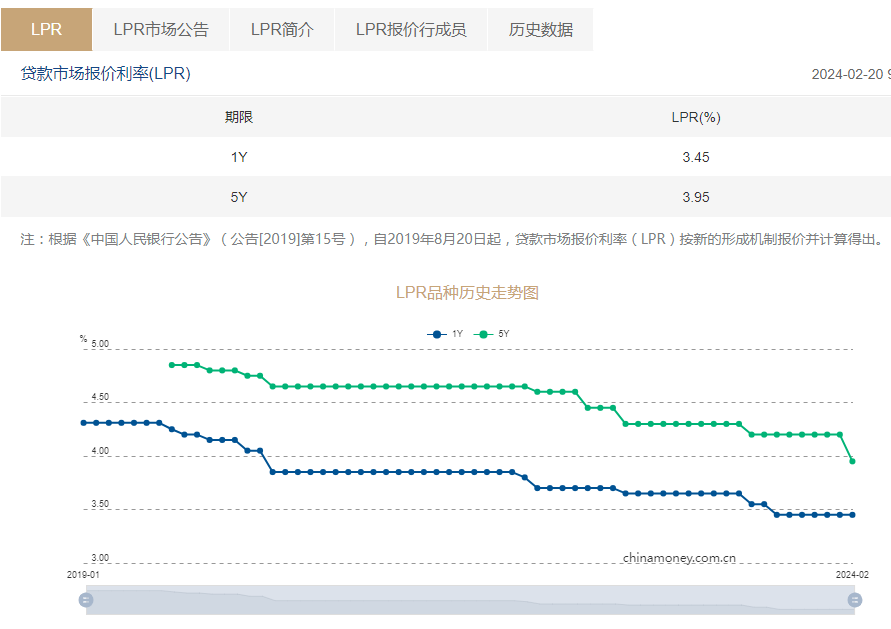 LPR LPR市场公告 LPR简介 LPR报价行成员 历史数据
贷款市场报价利率(LPR) 2024-02-20 9
期限 LPR(%)
1Y 3.45
5Y 3.95
注：根据《中国人民银行公告》（公告[2019]第15号），自2019年8月20日起，贷款市场报价利率（LPR）按新的形成机制报价并计算得出。
LPR品种历史走势图
1Y 5Y
%
5.00
4.50
4.00
3.50
3.00
chinamoney.com.cn
2019-01 2024-02